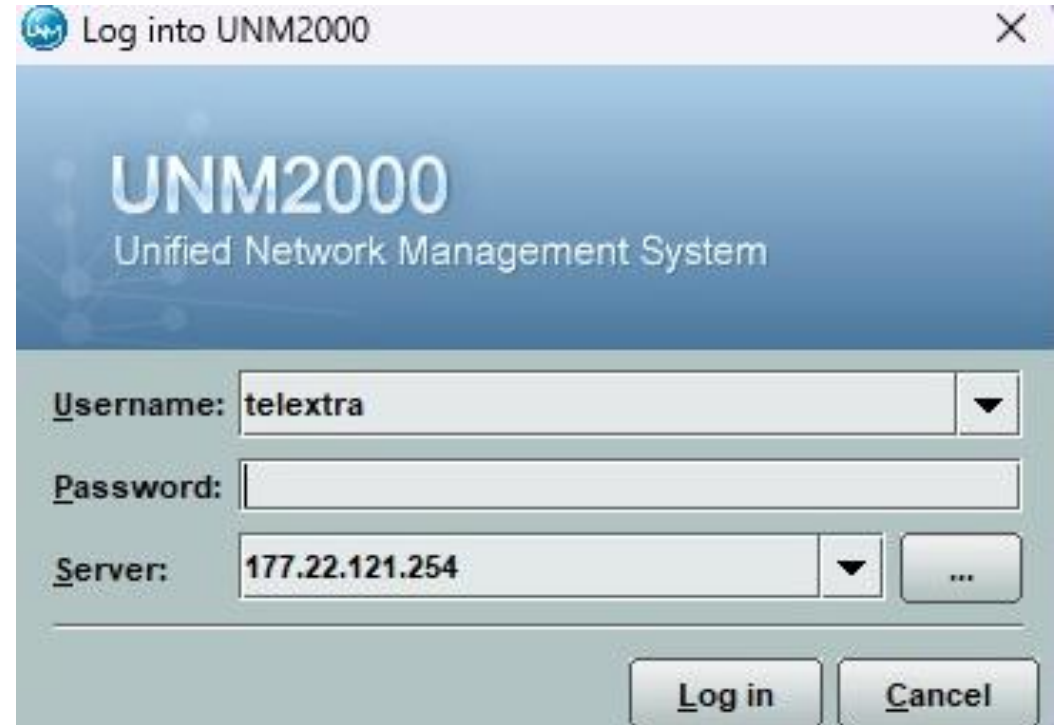 UNM Log into UNM2000
UNM2000
Unified Network Management System
Username: telextra
Password:
Server: 177.22.121.254 ...
Log in Cancel